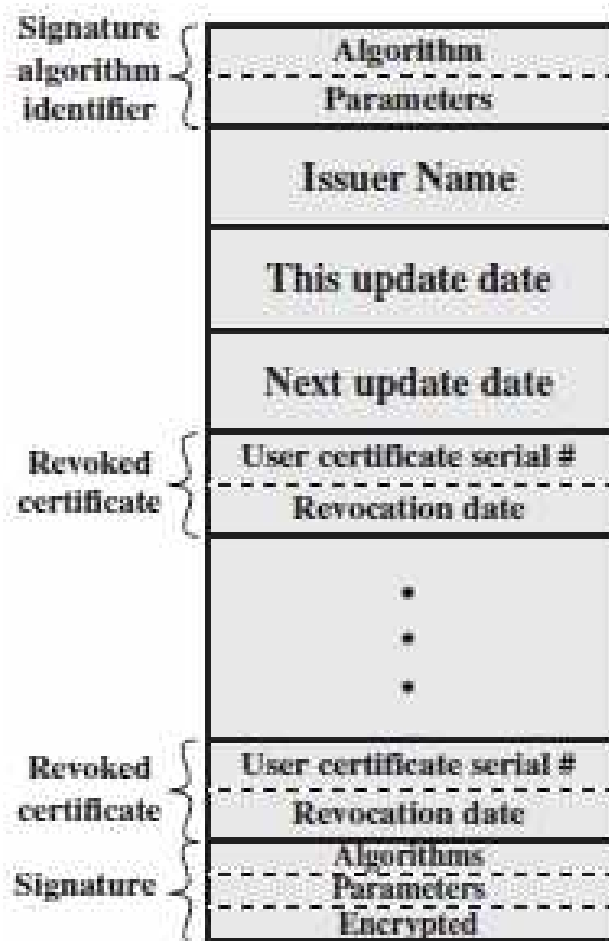 Signature
algorithm
identifier
Algorithm
Parameters
Issuer Name
This update date
Next update date
Revoked
certificate
User certificate serial #
Revocation date
Revoked
certificate
User certificate serial #
Revocation date
Signature
Algorithms
Parameters
Encrypted